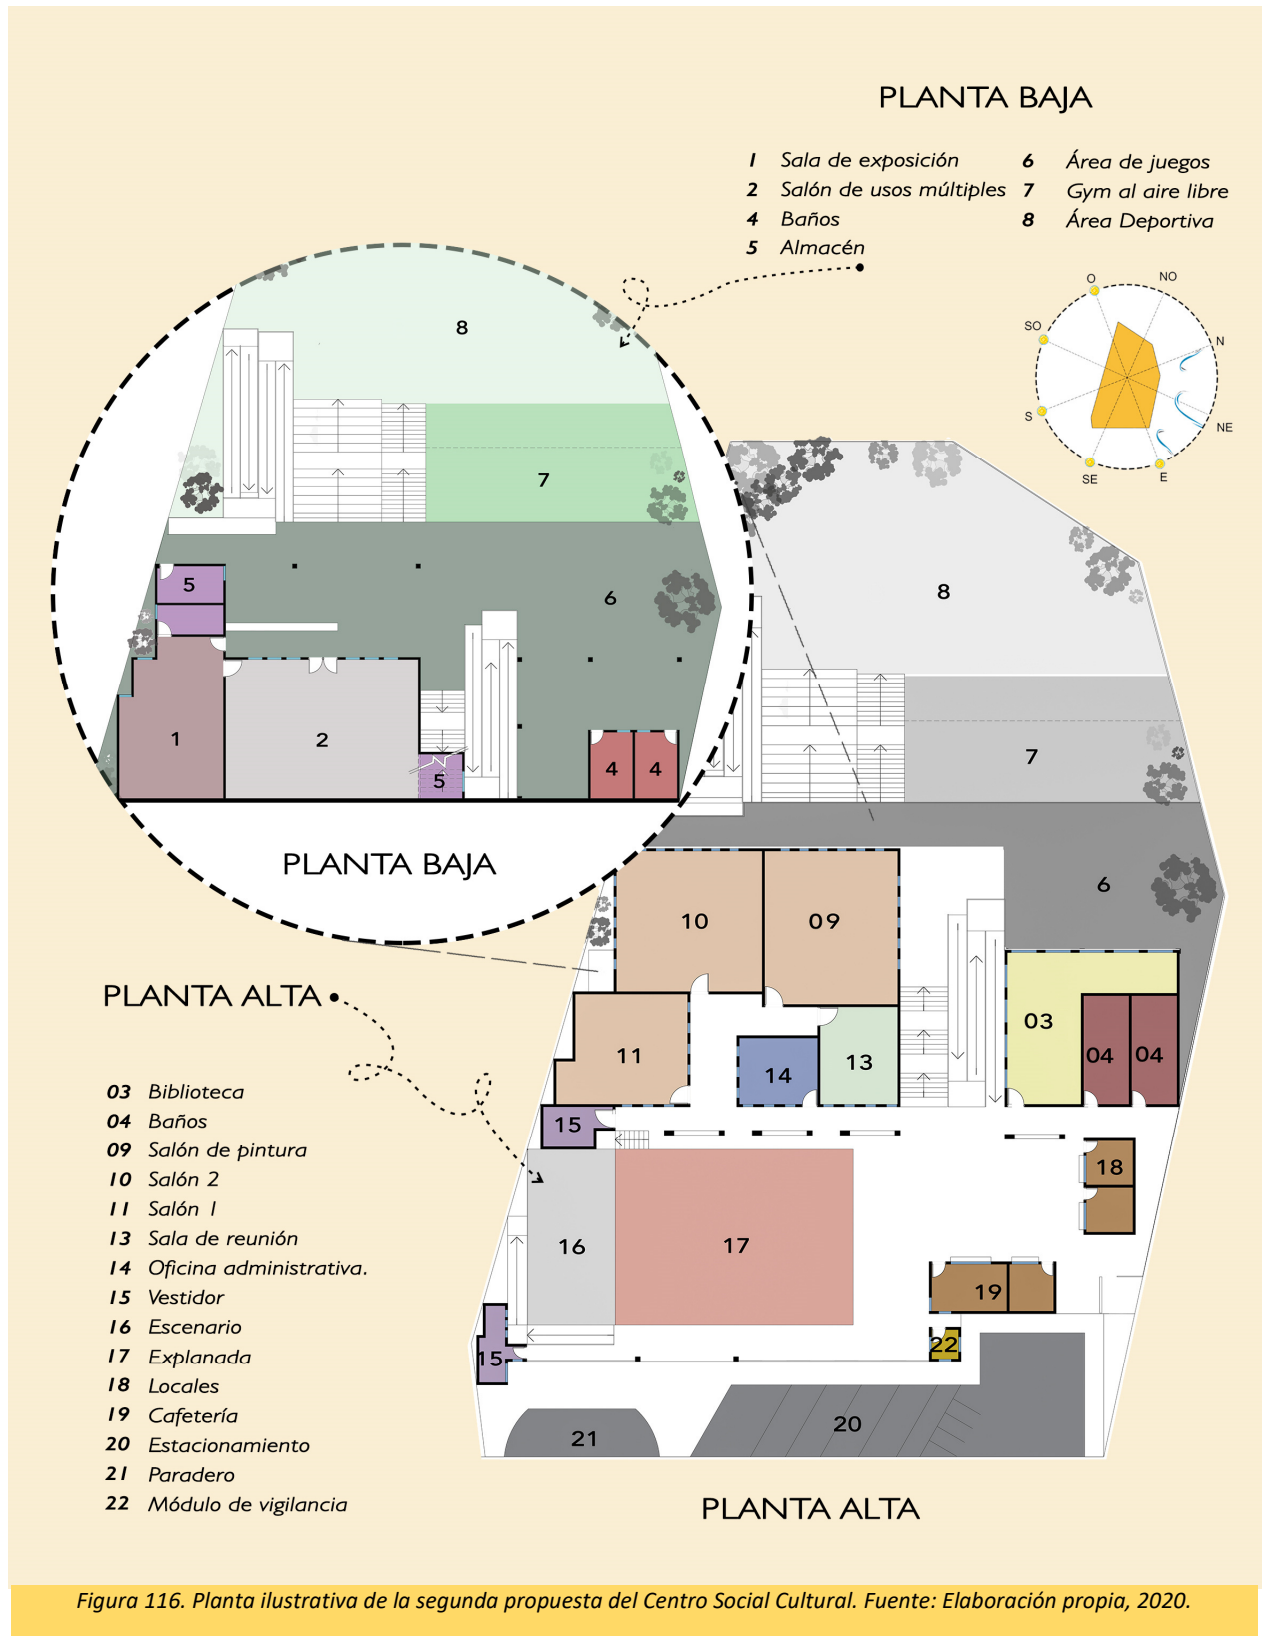 PLANTA BAJA
1 Sala de exposición
2 Salón de usos múltiples
4 Baños
5 Almacén
6 Área de juegos
7 Gym al aire libre
8 Área Deportiva
O
NO
SO
N
S
NE
SE
E
8
7
5
6
1
2
5
4
4
PLANTA BAJA
8
7
6
10
09
03
04
04
11
14
13
15
18
16
17
19
22
15
20
21
PLANTA ALTA
03 Biblioteca
04 Baños
09 Salón de pintura
10 Salón 2
11 Salón 1
13 Sala de reunión
14 Oficina administrativa.
15 Vestidor
16 Escenario
17 Explanada
18 Locales
19 Cafetería
20 Estacionamiento
21 Paradero
22 Módulo de vigilancia
PLANTA ALTA
Figura 116. Planta ilustrativa de la segunda propuesta del Centro Social Cultural. Fuente: Elaboración propia, 2020.